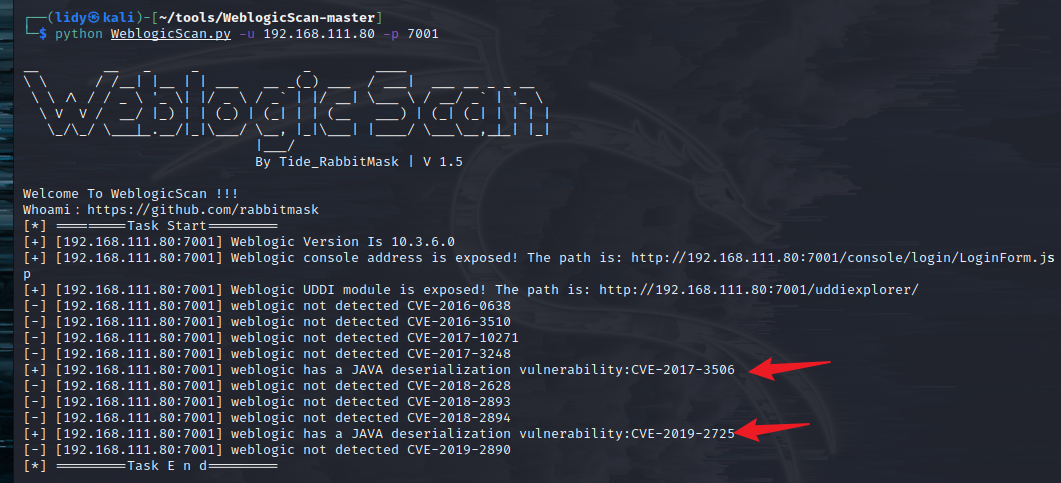 ┌──(lidy㉿kali)-[~/tools/WeblogicScan-master]
└─$ python WeblogicScan.py -u 192.168.111.80 -p 7001
Weblogic Scan
By Tide_RabbitMask | V 1.5
Welcome To WeblogicScan !!!
Whoami：https://github.com/rabbitmask
[*] =========Task Start=========
[+] [192.168.111.80:7001] Weblogic Version Is 10.3.6.0
[+] [192.168.111.80:7001] Weblogic console address is exposed! The path is: http://192.168.111.80:7001/console/login/LoginForm.js
p
[+] [192.168.111.80:7001] Weblogic UDDI module is exposed! The path is: http://192.168.111.80:7001/uddiexplorer/
[-] [192.168.111.80:7001] weblogic not detected CVE-2016-0638
[-] [192.168.111.80:7001] weblogic not detected CVE-2016-3510
[-] [192.168.111.80:7001] weblogic not detected CVE-2017-10271
[-] [192.168.111.80:7001] weblogic not detected CVE-2017-3248
[+] [192.168.111.80:7001] weblogic has a JAVA deserialization vulnerability:CVE-2017-3506
[-] [192.168.111.80:7001] weblogic not detected CVE-2018-2628
[-] [192.168.111.80:7001] weblogic not detected CVE-2018-2893
[-] [192.168.111.80:7001] weblogic not detected CVE-2018-2894
[+] [192.168.111.80:7001] weblogic has a JAVA deserialization vulnerability:CVE-2019-2725
[-] [192.168.111.80:7001] weblogic not detected CVE-2019-2890
[*] =========Task E n d=========